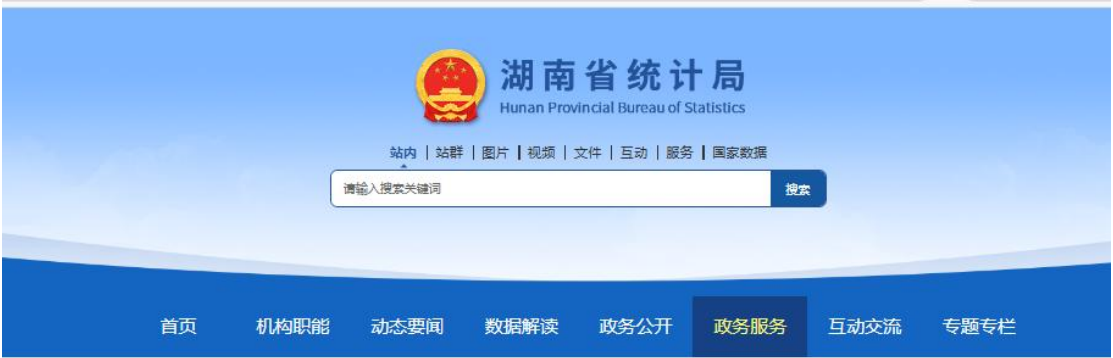 湖南省统计局
Hunan Provincial Bureau of Statistics
站内 | 站群 | 图片 | 视频 | 文件 | 互动 | 服务 | 国家数据
请输入搜索关键词 搜索
首页 机构职能 动态要闻 数据解读 政务公开 政务服务 互动交流 专题专栏